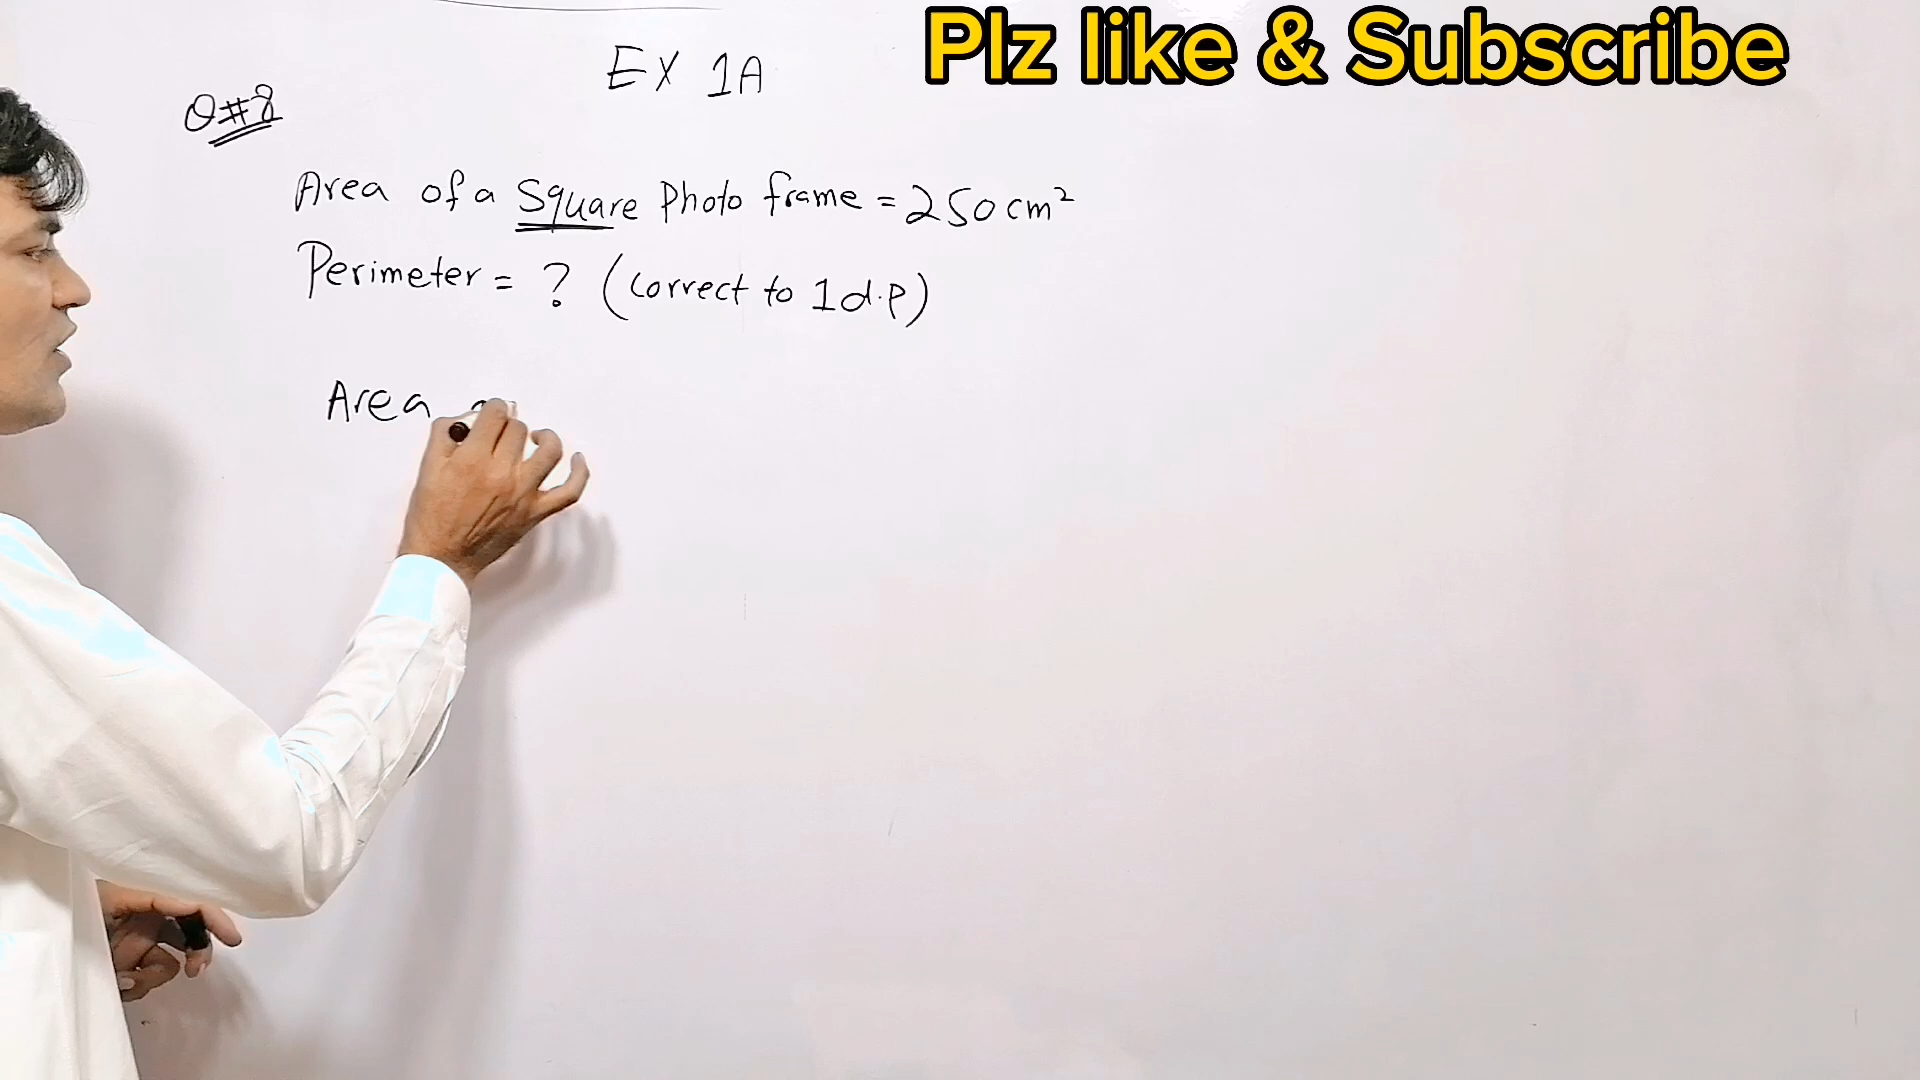 Plz like & Subscribe
EX 1A
Q#8
Area of a Square Photo frame = 250 cm²
Perimeter = ? (correct to 1 d.p)
Area